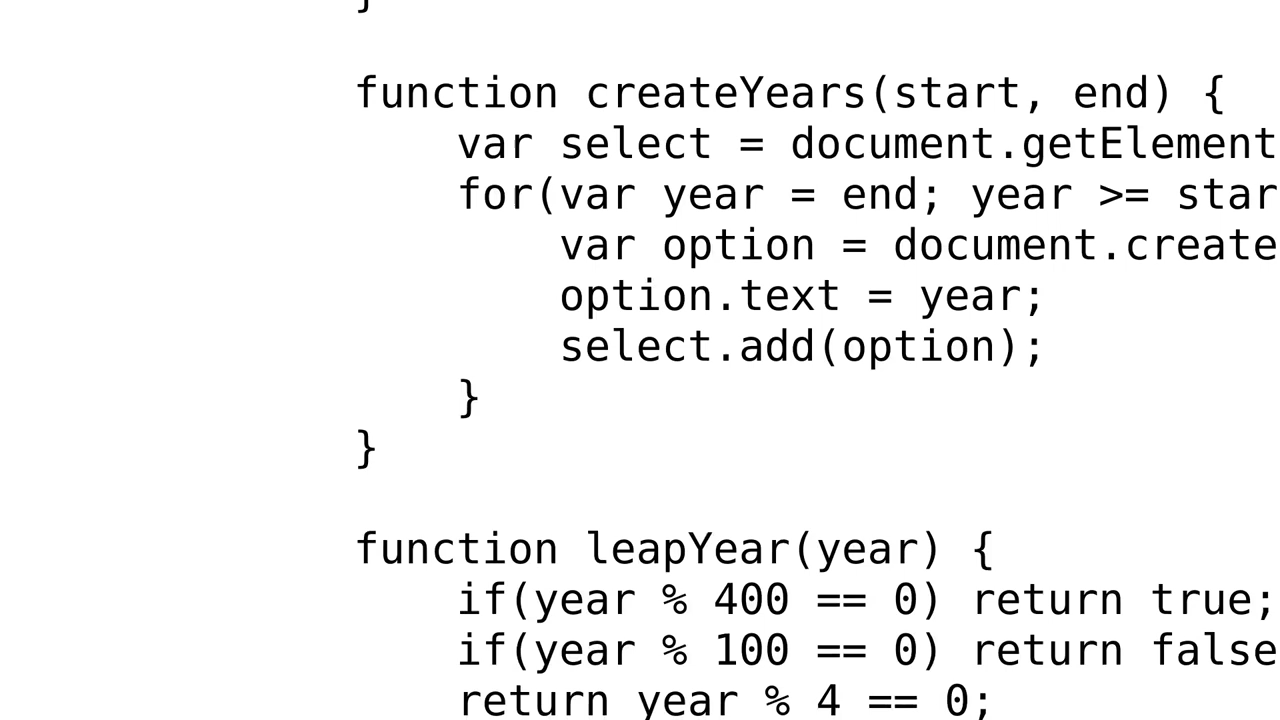 }
function createYears(start, end) {
var select = document.getElement
for(var year = end; year >= star
var option = document.create
option.text = year;
select.add(option);
}
}
function leapYear(year) {
if(year % 400 == 0) return true;
if(year % 100 == 0) return false
return year % 4 == 0;